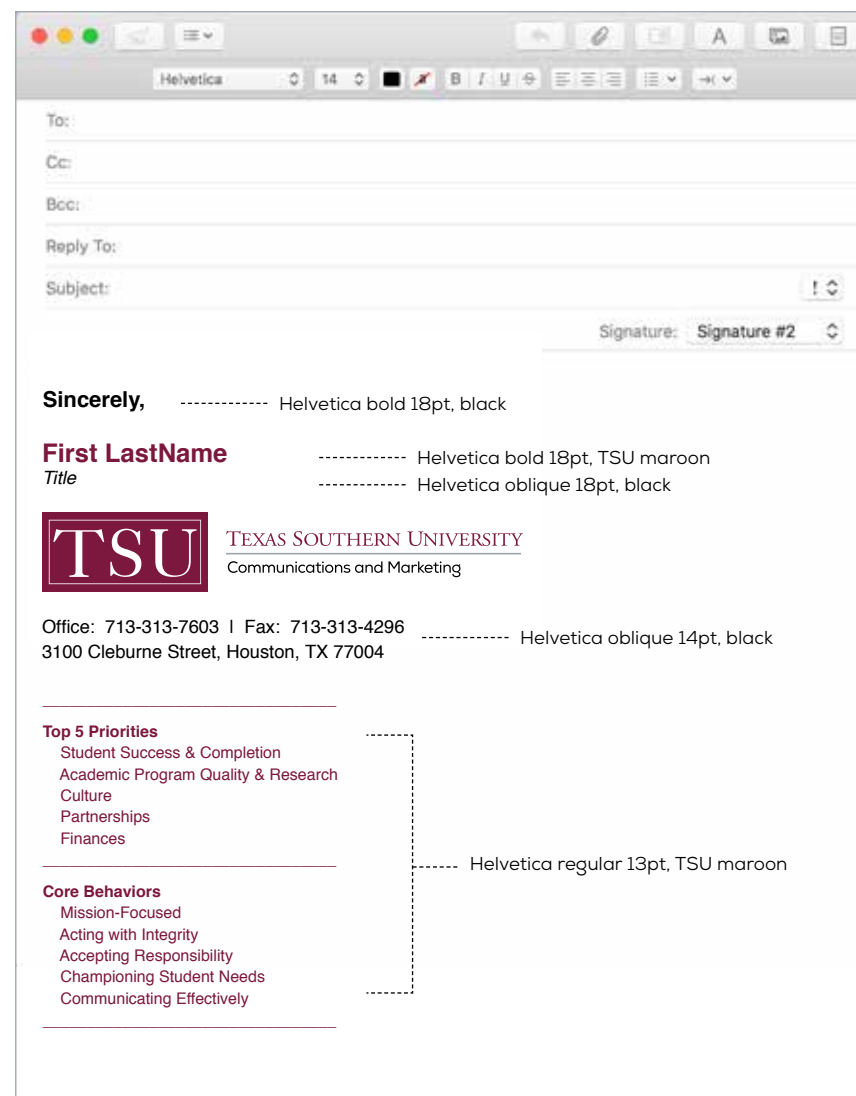 Helvetica 14 B I U S
A
To:
Cc:
Bcc:
Reply To:
Subject: !
Signature: Signature #2
Sincerely, Helvetica bold 18pt, black
First LastName Helvetica bold 18pt, TSU maroon
Title Helvetica oblique 18pt, black
TSU TEXAS SOUTHERN UNIVERSITY
Communications and Marketing
Office: 713-313-7603 | Fax: 713-313-4296
3100 Cleburne Street, Houston, TX 77004
Helvetica oblique 14pt, black
Top 5 Priorities
Student Success & Completion
Academic Program Quality & Research
Culture
Partnerships
Finances
Helvetica regular 13pt, TSU maroon
Core Behaviors
Mission-Focused
Acting with Integrity
Accepting Responsibility
Championing Student Needs
Communicating Effectively